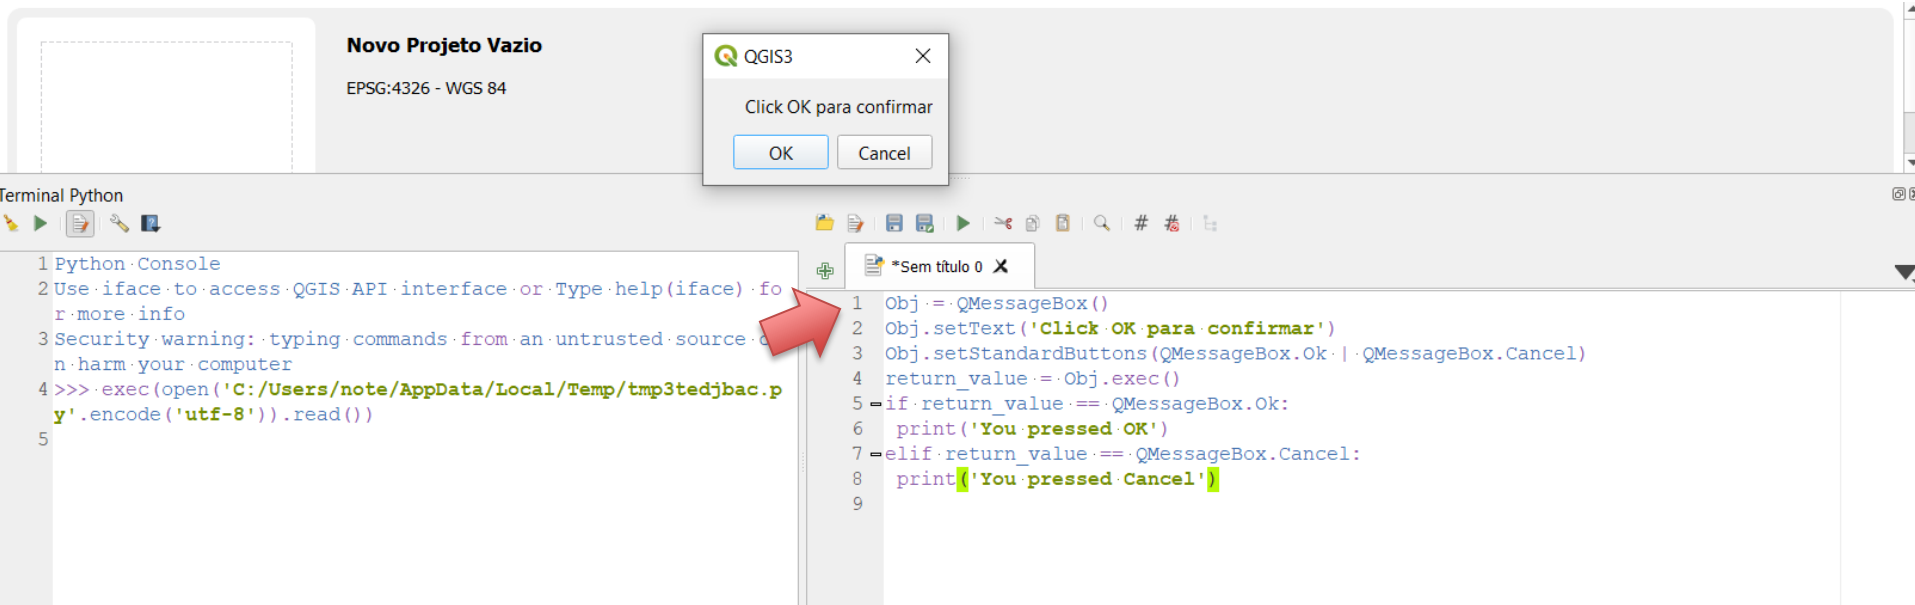 Novo Projeto Vazio
EPSG:4326 - WGS 84
QGIS3
Click OK para confirmar
OK
Cancel
Terminal Python
1 Python Console
2 Use iface to access QGIS API interface or Type help(iface) fo
r more info
3 Security warning: typing commands from an untrusted source
n harm your computer
4 >>> exec(open('C:/Users/note/AppData/Local/Temp/tmp3tedjbac.p
y'.encode('utf-8')).read())
5
*Sem título 0
1 Obj = QMessageBox()
2 Obj.setText('Click OK para confirmar')
3 Obj.setStandardButtons(QMessageBox.Ok | QMessageBox.Cancel)
4 return_value = Obj.exec()
5 if return_value == QMessageBox.Ok:
6 print('You pressed OK')
7 elif return_value == QMessageBox.Cancel:
8 print('You pressed Cancel')
9